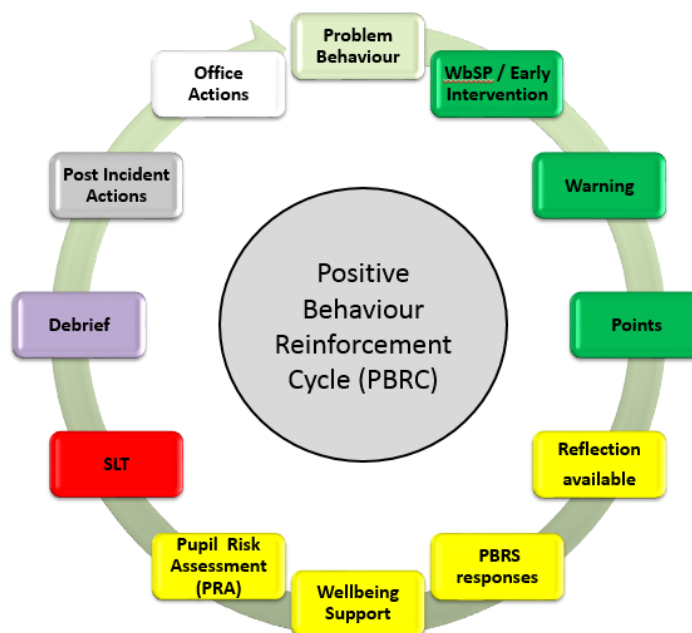 Problem
Behaviour
WbSP / Early
Intervention
Warning
Points
Reflection
available
PBRS
responses
Wellbeing
Support
Pupil Risk
Assessment
(PRA)
SLT
Debrief
Post Incident
Actions
Office
Actions
Positive
Behaviour
Reinforcement
Cycle (PBRC)